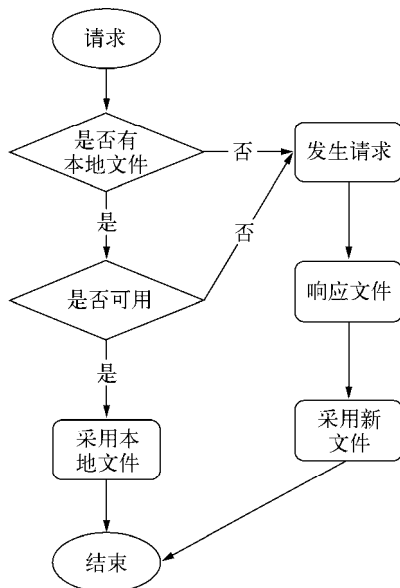 请求
是否有
本地文件
否
发生请求
是
否
是否可用
响应文件
是
采用本
地文件
采用新
文件
结束